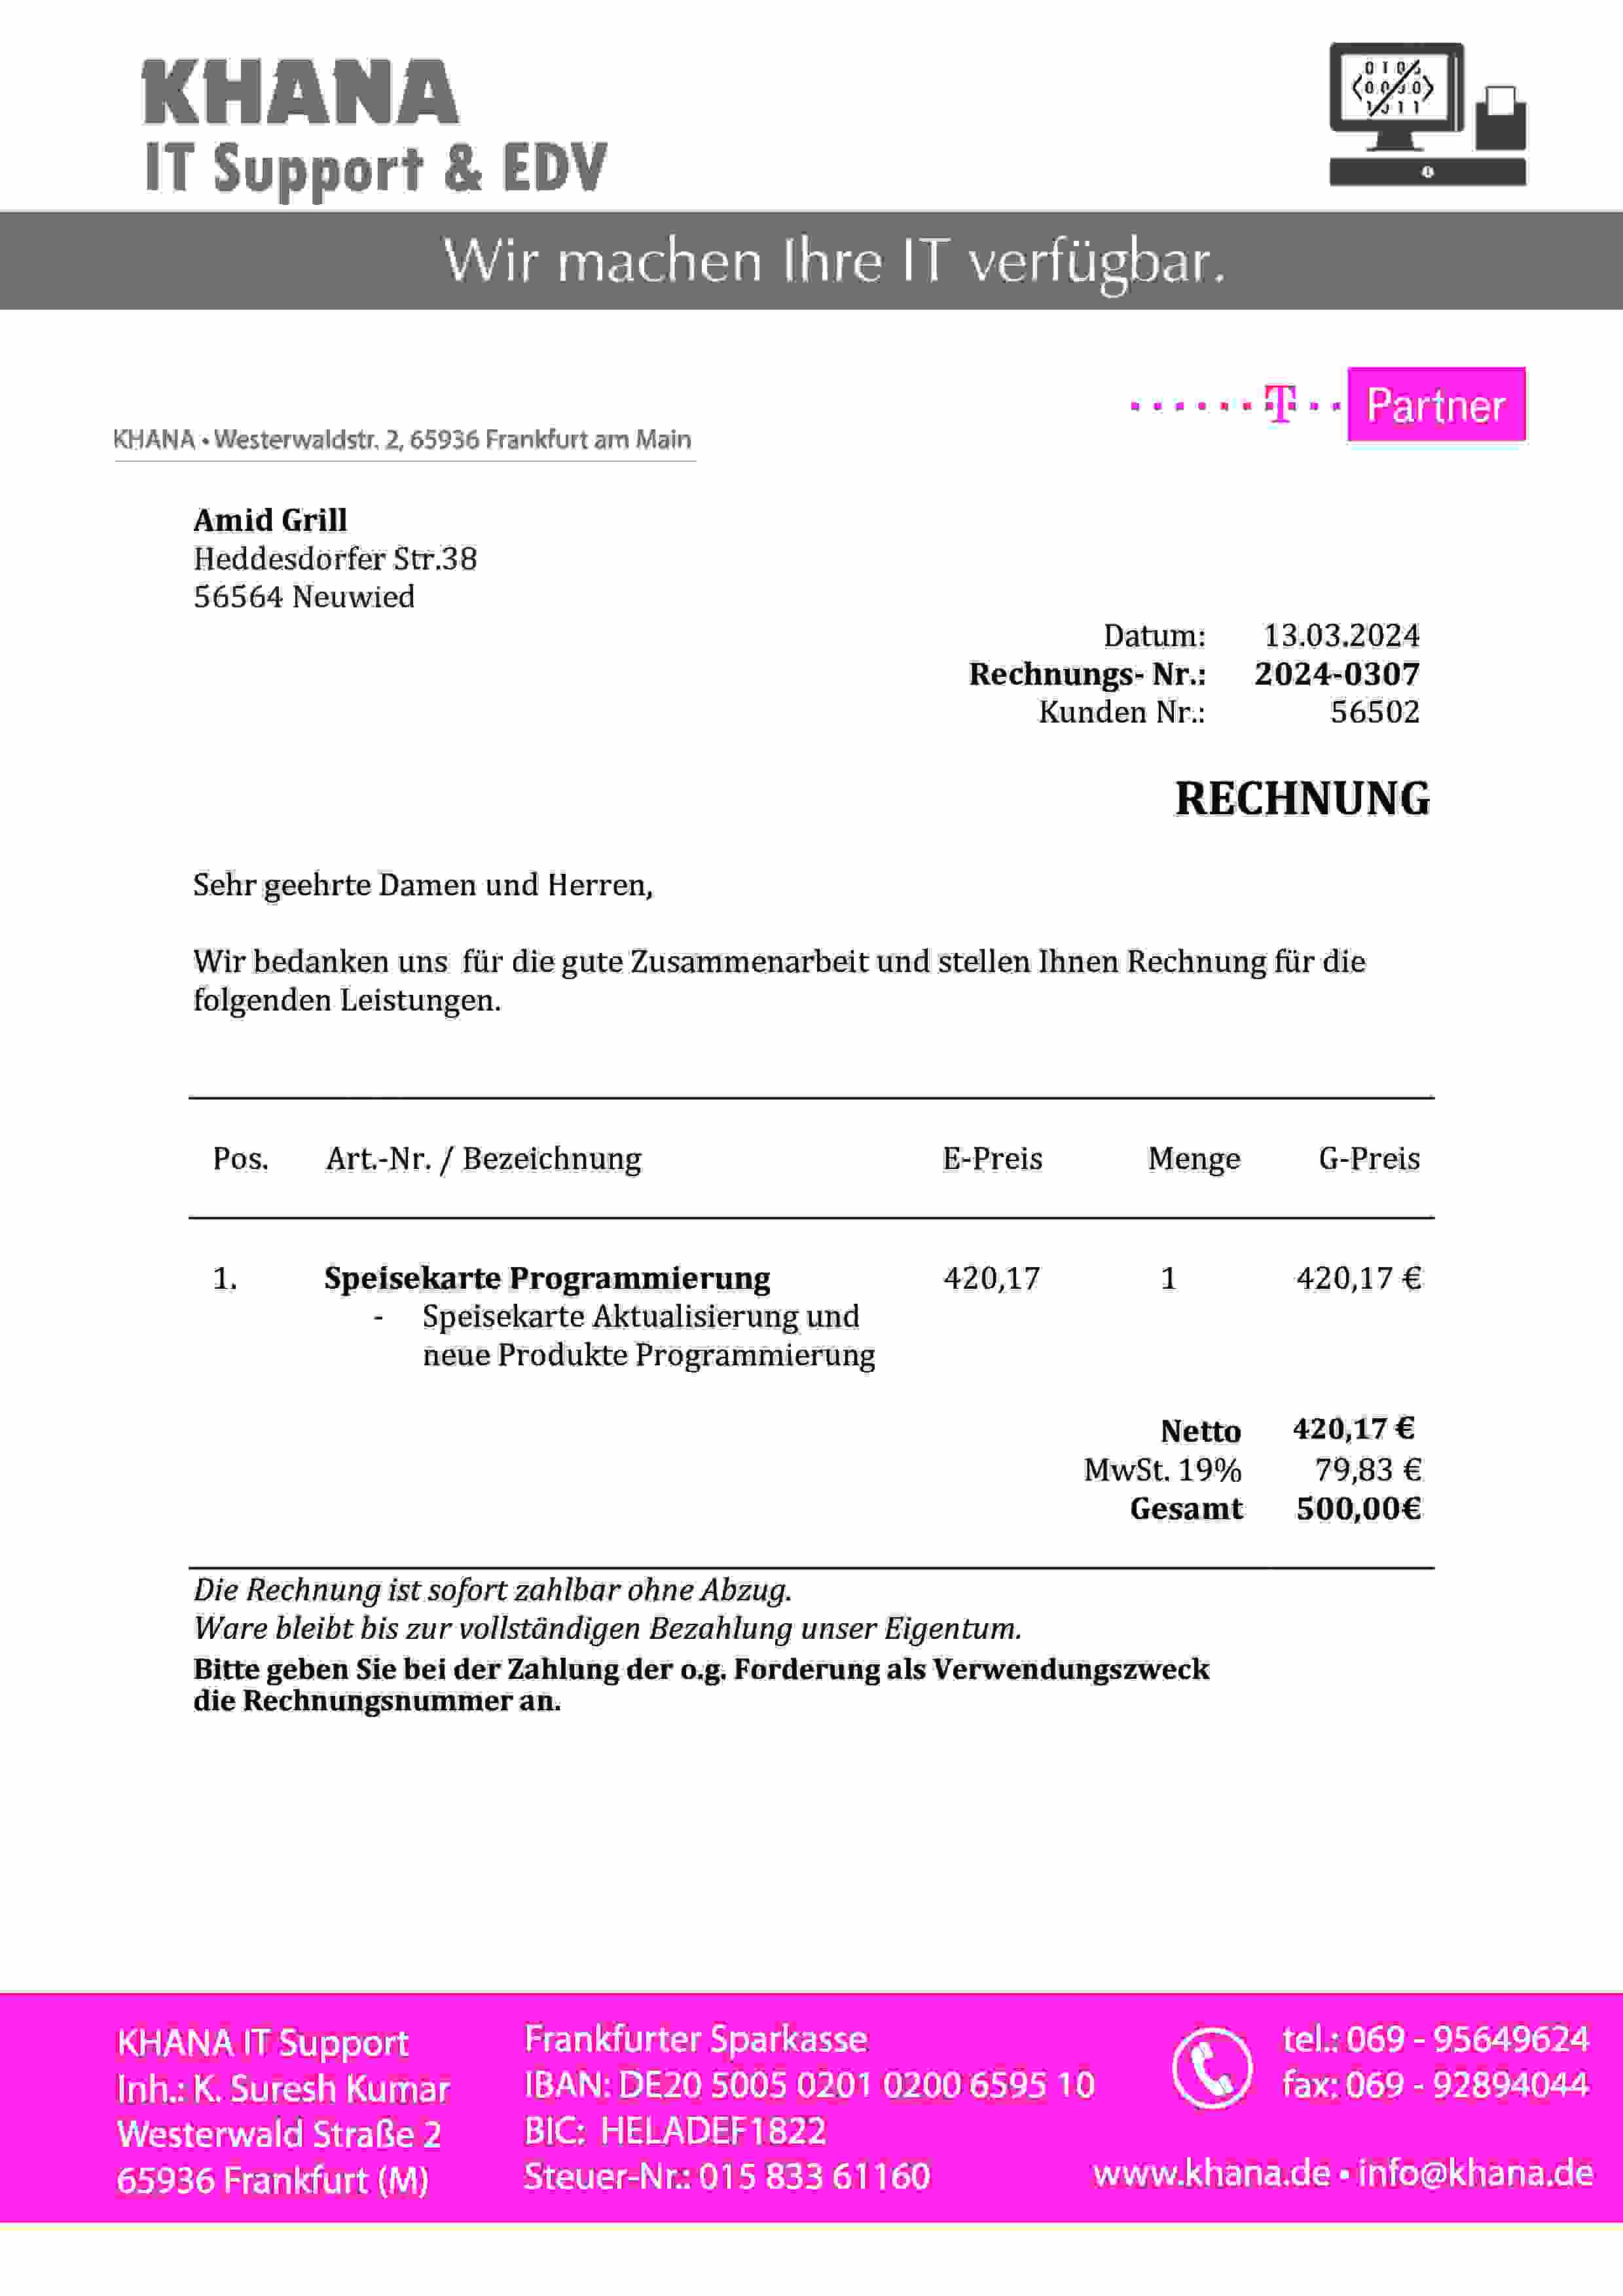 KHANA
IT Support & EDV
Wir machen Ihre IT verfügbar.
T Partner
KHANA • Westerwaldstr. 2, 65936 Frankfurt am Main
Amid Grill
Heddesdorfer Str.38
56564 Neuwied
Datum: 13.03.2024
Rechnungs- Nr.: 2024-0307
Kunden Nr.: 56502
RECHNUNG
Sehr geehrte Damen und Herren,
Wir bedanken uns für die gute Zusammenarbeit und stellen Ihnen Rechnung für die
folgenden Leistungen.
Pos. Art.-Nr. / Bezeichnung E-Preis Menge G-Preis
1. Speisekarte Programmierung 420,17 1 420,17 €
- Speisekarte Aktualisierung und
neue Produkte Programmierung
Netto 420,17 €
MwSt. 19% 79,83 €
Gesamt 500,00€
Die Rechnung ist sofort zahlbar ohne Abzug.
Ware bleibt bis zur vollständigen Bezahlung unser Eigentum.
Bitte geben Sie bei der Zahlung der o.g. Forderung als Verwendungszweck
die Rechnungsnummer an.
KHANA IT Support
Inh.: K. Suresh Kumar
Westerwald Straße 2
65936 Frankfurt (M)
Frankfurter Sparkasse
IBAN: DE20 5005 0201 0200 6595 10
BIC: HELADEF1822
Steuer-Nr.: 015 833 61160
tel.: 069 - 95649624
fax: 069 - 92894044
www.khana.de • info@khana.de